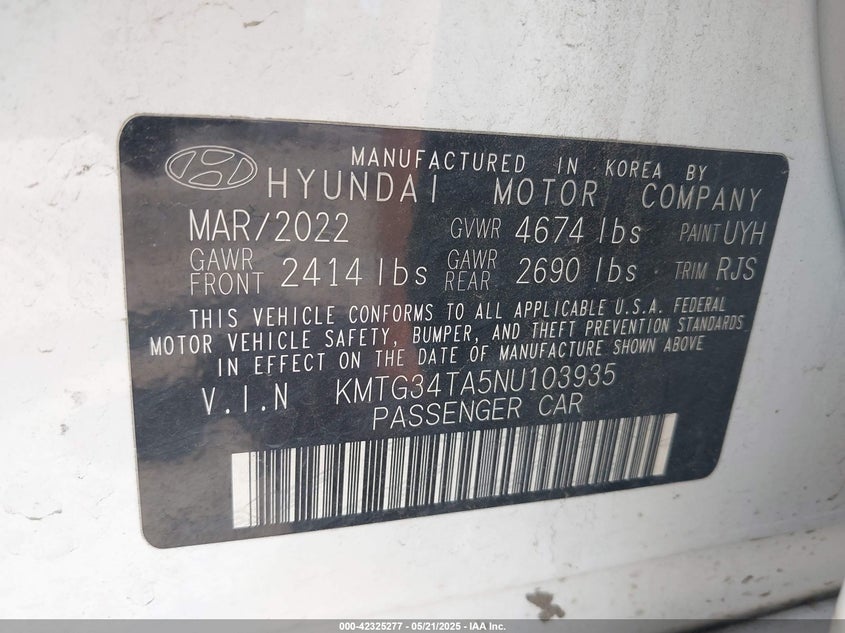 MANUFACTURED IN KOREA BY
HYUNDAI MOTOR COMPANY
MAR/2022 GVWR 4674 lbs PAINT UYH
GAWR FRONT 2414 lbs GAWR REAR 2690 lbs TRIM RJS
THIS VEHICLE CONFORMS TO ALL APPLICABLE U.S.A. FEDERAL
MOTOR VEHICLE SAFETY, BUMPER, AND THEFT PREVENTION STANDARDS
IN EFFECT ON THE DATE OF MANUFACTURE SHOWN ABOVE
V.I.N KMTG34TA5NU103935
PASSENGER CAR
000-42325277 - 05/21/2025 - IAA Inc.